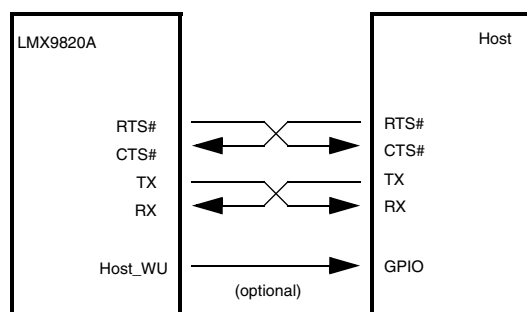 LMX9820A
Host
RTS#
RTS#
CTS#
CTS#
TX
TX
RX
RX
Host_WU
GPIO
(optional)